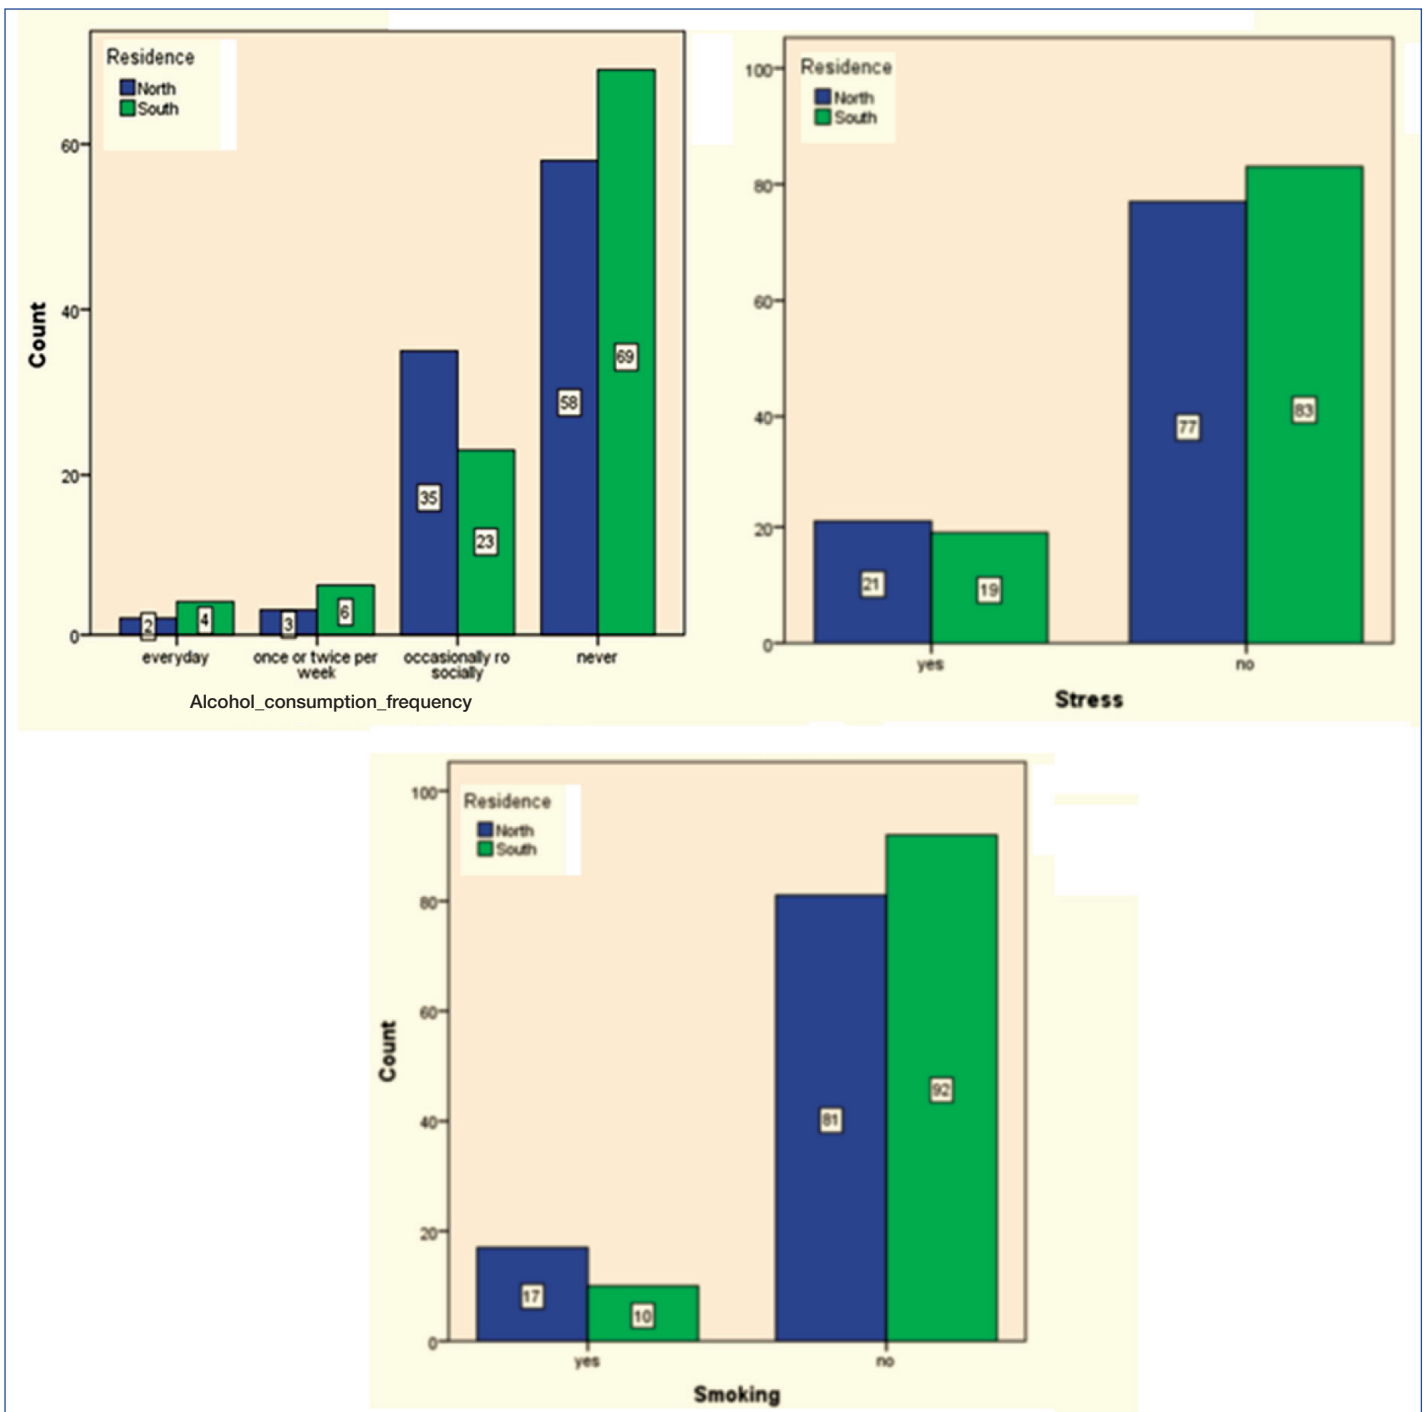 Residence
North
South
Count
60
40
20
0
2
4
3
6
35
23
58
69
everyday
once or twice per
week
occasionally ro
socially
never
Alcohol_consumption_frequency
Residence
North
South
100
80
60
40
20
0
21
19
77
83
yes
no
Stress
Residence
North
South
Count
100
80
60
40
20
0
17
10
81
92
yes
no
Smoking